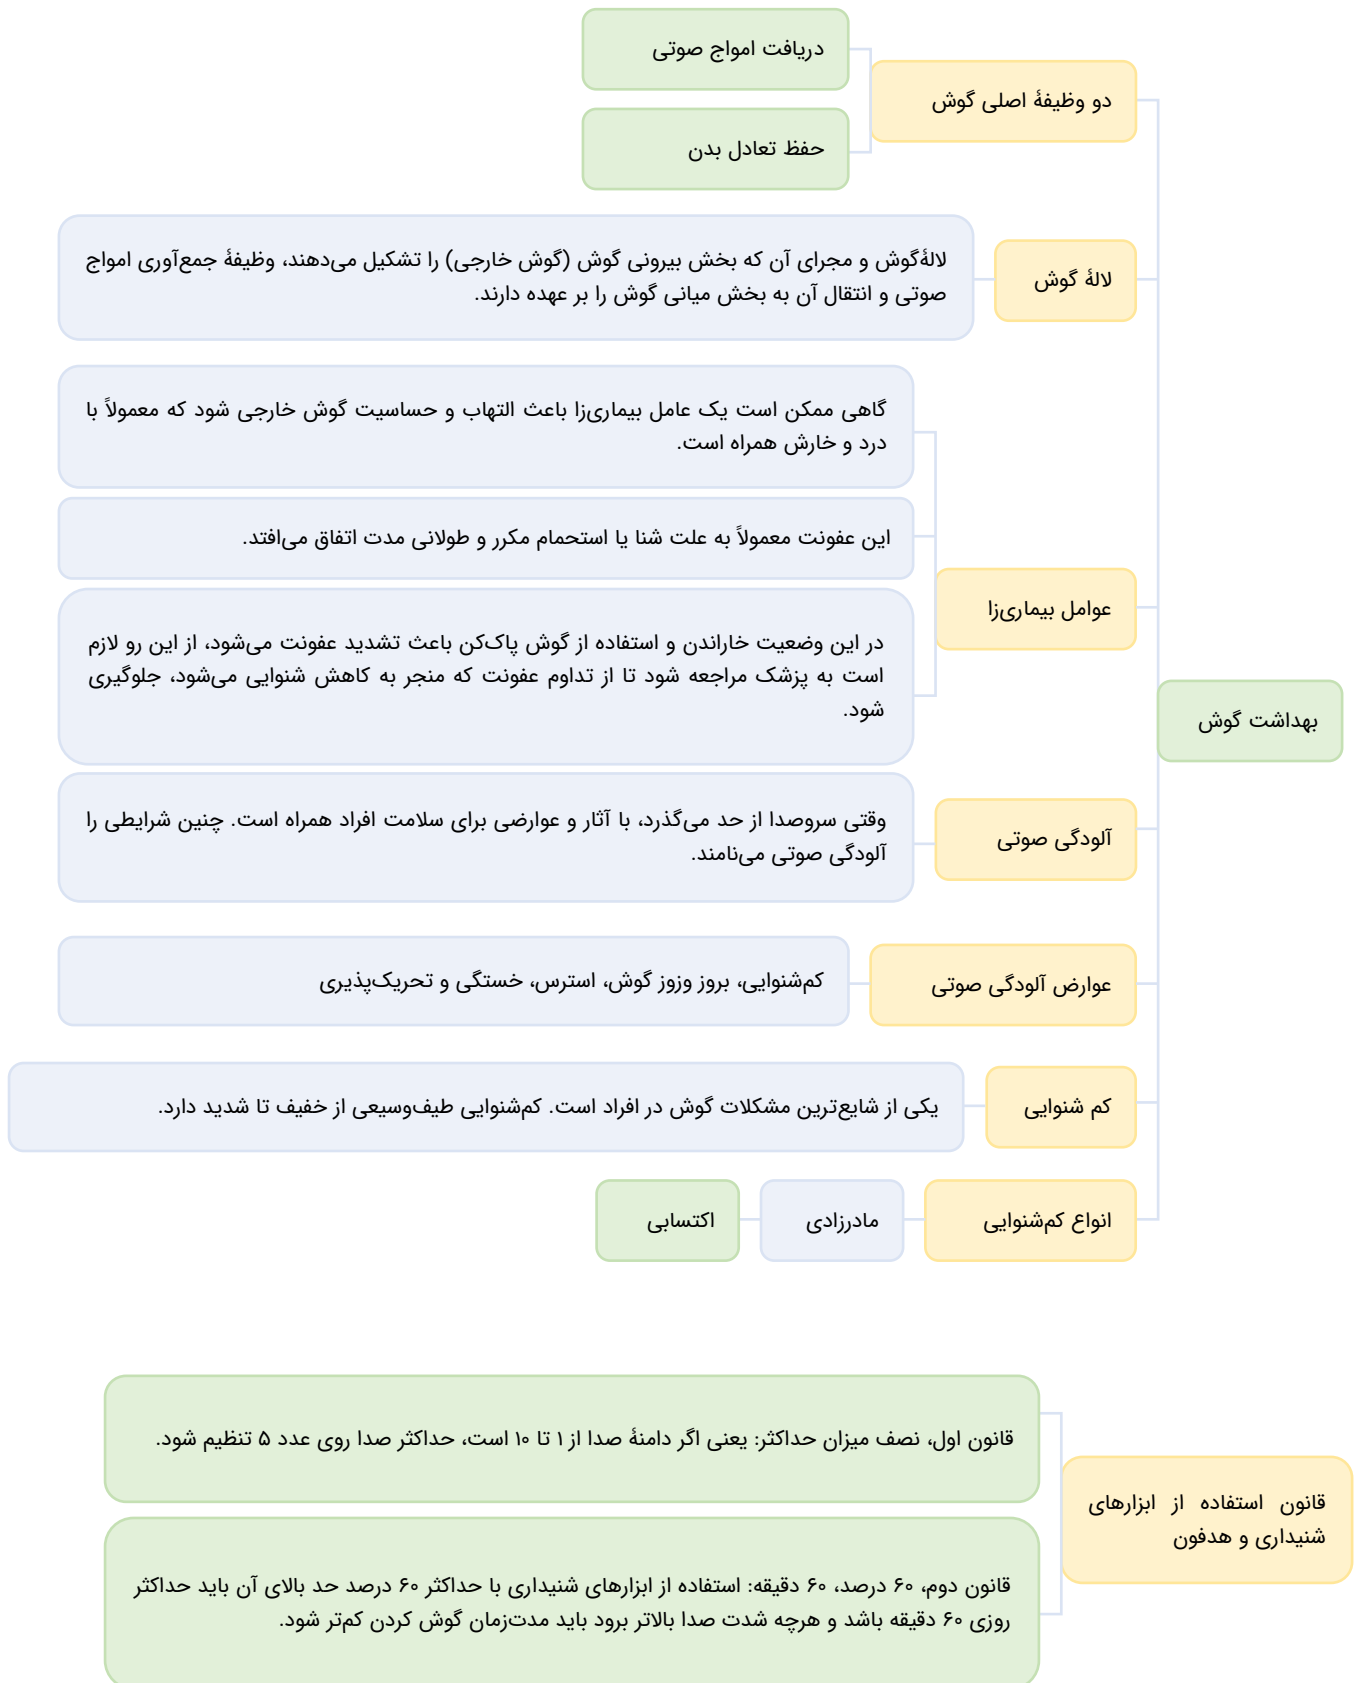 بهداشت گوش
دو وظیفهٔ اصلی گوش
دریافت امواج صوتی
حفظ تعادل بدن
لالهٔ گوش
لالهٔ‌گوش و مجرای آن که بخش بیرونی گوش (گوش خارجی) را تشکیل می‌دهند، وظیفهٔ جمع‌آوری امواج
صوتی و انتقال آن به بخش میانی گوش را بر عهده دارند.
عوامل بیماری‌زا
گاهی ممکن است یک عامل بیماری‌زا باعث التهاب و حساسیت گوش خارجی شود که معمولاً با
درد و خارش همراه است.
این عفونت معمولاً به علت شنا یا استحمام مکرر و طولانی مدت اتفاق می‌افتد.
در این وضعیت خاراندن و استفاده از گوش پاک‌کن باعث تشدید عفونت می‌شود، از این رو لازم
است به پزشک مراجعه شود تا از تداوم عفونت که منجر به کاهش شنوایی می‌شود، جلوگیری
شود.
آلودگی صوتی
وقتی سروصدا از حد می‌گذرد، با آثار و عوارضی برای سلامت افراد همراه است. چنین شرایطی را
آلودگی صوتی می‌نامند.
عوارض آلودگی صوتی
کم‌شنوایی، بروز وزوز گوش، استرس، خستگی و تحریک‌پذیری
کم شنوایی
یکی از شایع‌ترین مشکلات گوش در افراد است. کم‌شنوایی طیف‌وسیعی از خفیف تا شدید دارد.
انواع کم‌شنوایی
مادرزادی
اکتسابی
قانون استفاده از ابزارهای
شنیداری و هدفون
قانون اول، نصف میزان حداکثر: یعنی اگر دامنهٔ صدا از ۱ تا ۱۰ است، حداکثر صدا روی عدد ۵ تنظیم شود.
قانون دوم، ۶۰ درصد، ۶۰ دقیقه: استفاده از ابزارهای شنیداری با حداکثر ۶۰ درصد حد بالای آن باید حداکثر
روزی ۶۰ دقیقه باشد و هرچه شدت صدا بالاتر برود باید مدت‌زمان گوش کردن کم‌تر شود.